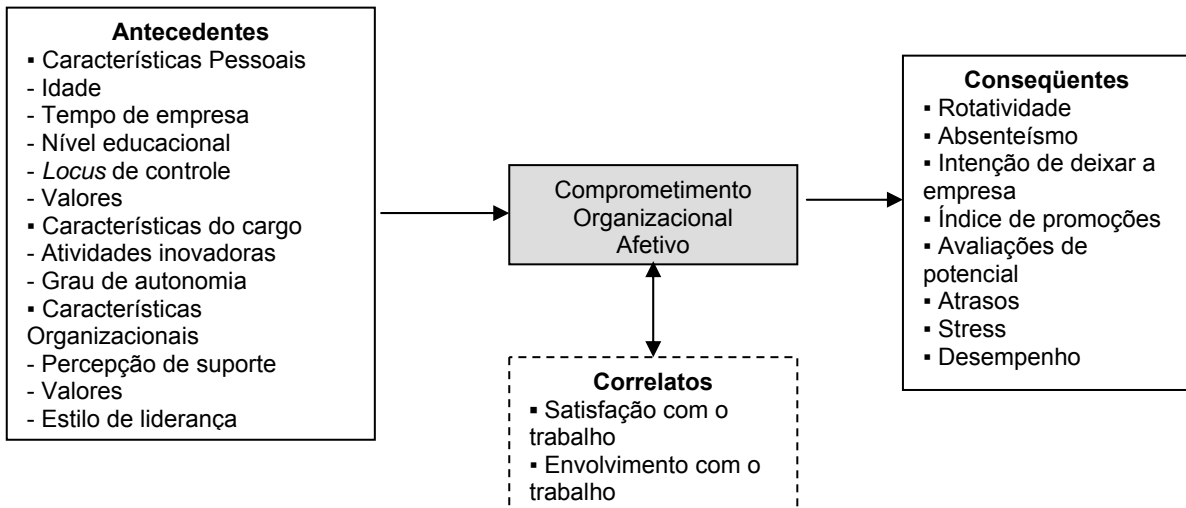 Antecedentes
▪ Características Pessoais
- Idade
- Tempo de empresa
- Nível educacional
- Locus de controle
- Valores
▪ Características do cargo
- Atividades inovadoras
- Grau de autonomia
▪ Características
Organizacionais
- Percepção de suporte
- Valores
- Estilo de liderança
Comprometimento
Organizacional
Afetivo
Correlatos
▪ Satisfação com o
trabalho
▪ Envolvimento com o
trabalho
Conseqüentes
▪ Rotatividade
▪ Absenteísmo
▪ Intenção de deixar a
empresa
▪ Índice de promoções
▪ Avaliações de
potencial
▪ Atrasos
▪ Stress
▪ Desempenho